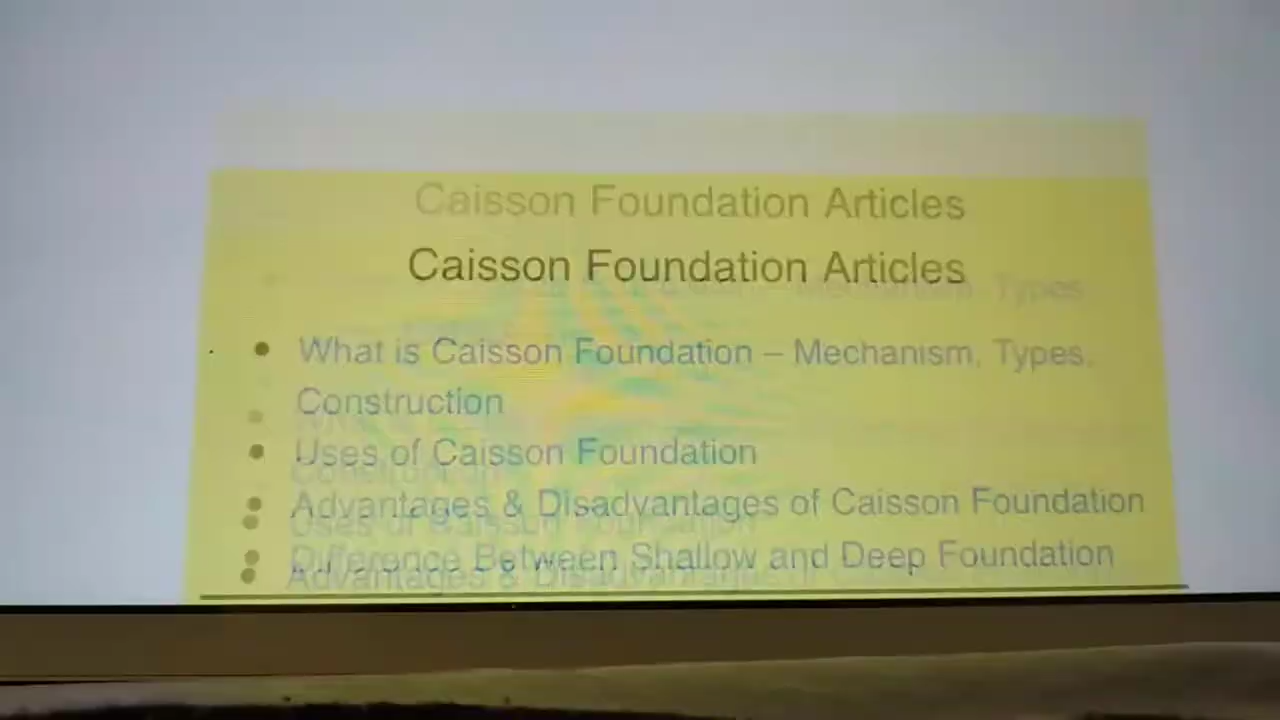 Caisson Foundation Articles
Caisson Foundation Articles
What is Caisson Foundation – Mechanism, Types,
Construction
Uses of Caisson Foundation
Advantages & Disadvantages of Caisson Foundation
Difference Between Shallow and Deep Foundation